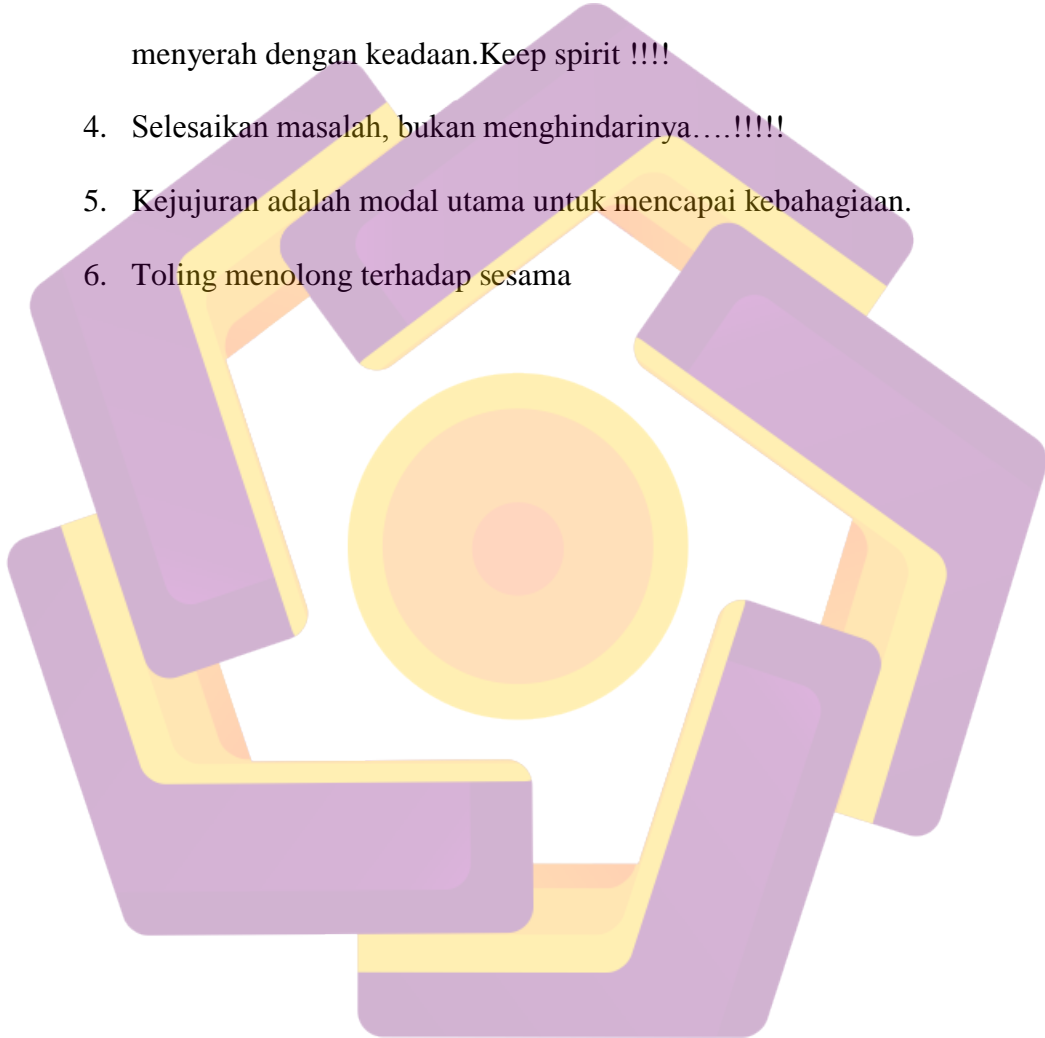 menyerah dengan keadaan.Keep spirit !!!!
4. Selesaikan masalah, bukan menghindarinya….!!!!!
5. Kejujuran adalah modal utama untuk mencapai kebahagiaan.
6. Toling menolong terhadap sesama